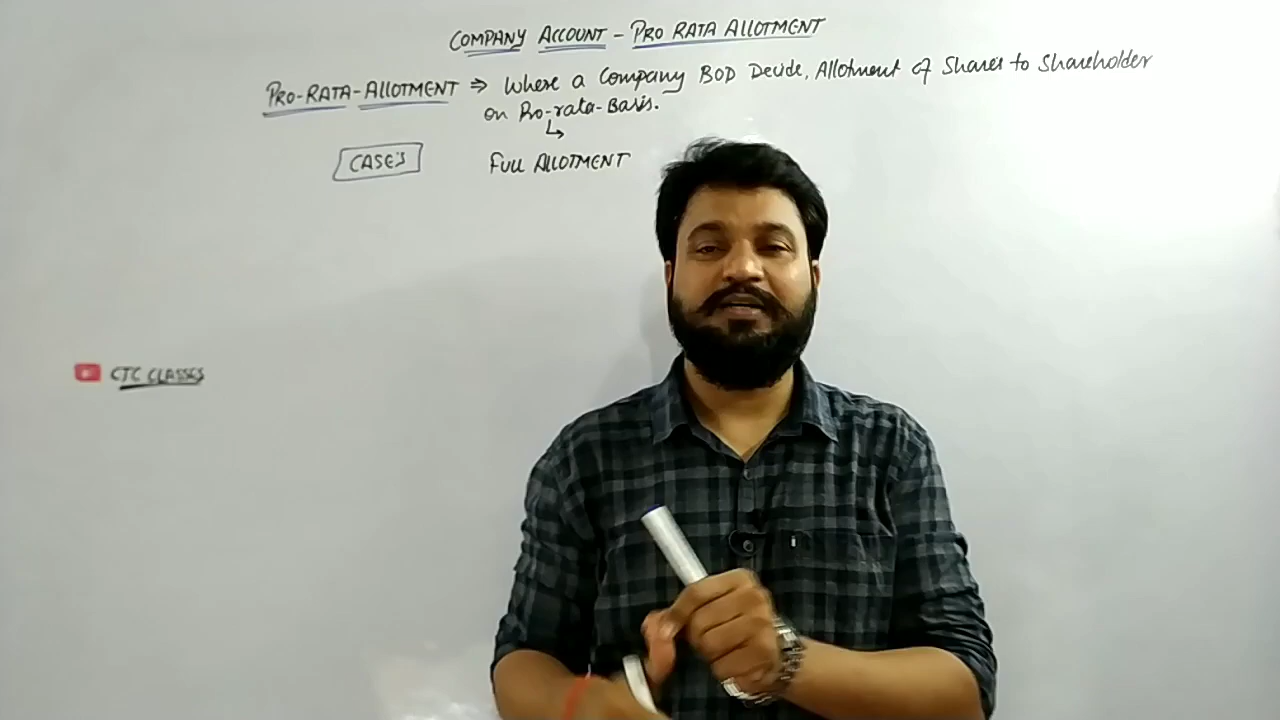 COMPANY ACCOUNT - PRO RATA ALLOTMENT
PRO-RATA-ALLOTMENT ⇒ Where a Company BOD Decide, Allotment of Shares to Shareholder
on Pro-rata-Basis.
↳
CASE'S FULL ALLOTMENT
CTC CLASSES